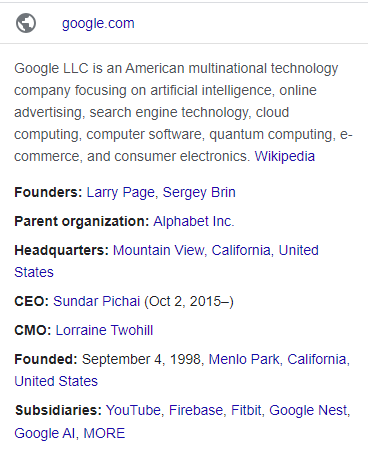 google.com
Google LLC is an American multinational technology
company focusing on artificial intelligence, online
advertising, search engine technology, cloud
computing, computer software, quantum computing, e-
commerce, and consumer electronics. Wikipedia
Founders: Larry Page, Sergey Brin
Parent organization: Alphabet Inc.
Headquarters: Mountain View, California, United
States
CEO: Sundar Pichai (Oct 2, 2015–)
CMO: Lorraine Twohill
Founded: September 4, 1998, Menlo Park, California,
United States
Subsidiaries: YouTube, Firebase, Fitbit, Google Nest,
Google AI, MORE